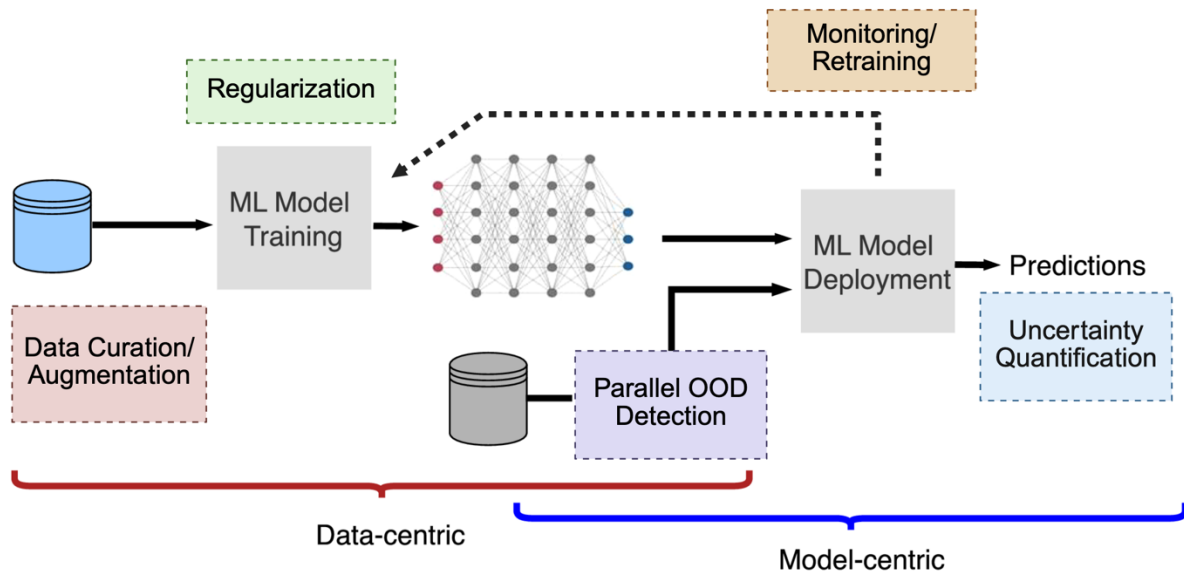 Monitoring/
Retraining
Regularization
ML Model
Training
ML Model
Deployment
Predictions
Data Curation/
Augmentation
Parallel OOD
Detection
Uncertainty
Quantification
Data-centric
Model-centric